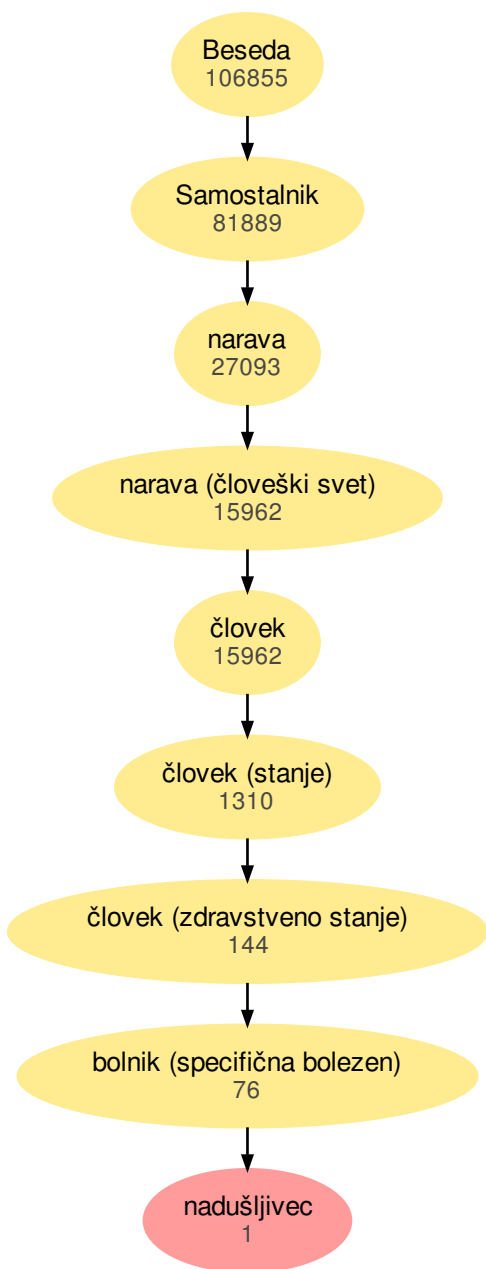 Beseda
106855
Samostalnik
81889
narava
27093
narava (človeški svet)
15962
človek
15962
človek (stanje)
1310
človek (zdravstveno stanje)
144
bolnik (specifična bolezen)
76
nadušljivec
1